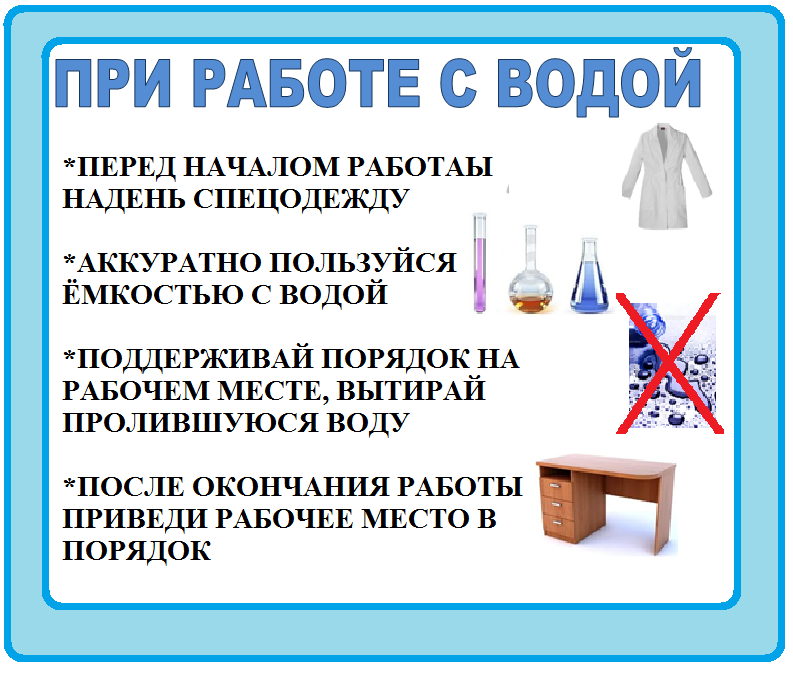 ПРИ РАБОТЕ С ВОДОЙ
*ПЕРЕД НАЧАЛОМ РАБОТАЫ
НАДЕНЬ СПЕЦОДЕЖДУ
*АККУРАТНО ПОЛЬЗУЙСЯ
ЁМКОСТЬЮ С ВОДОЙ
*ПОДДЕРЖИВАЙ ПОРЯДОК НА
РАБОЧЕМ МЕСТЕ, ВЫТИРАЙ
ПРОЛИВШУЮСЯ ВОДУ
*ПОСЛЕ ОКОНЧАНИЯ РАБОТЫ
ПРИВЕДИ РАБОЧЕЕ МЕСТО В
ПОРЯДОК